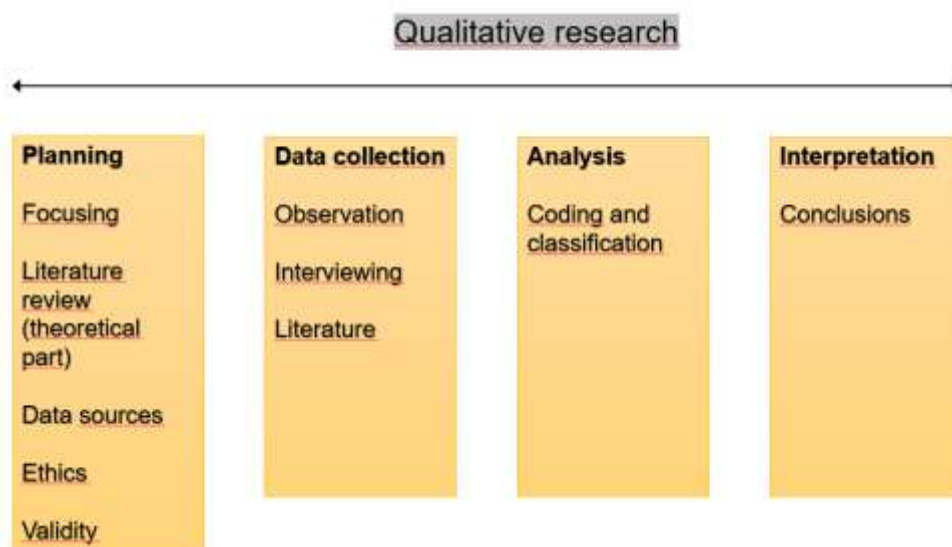 Qualitative research
Planning
Focusing
Literature
review
(theoretical
part)
Data sources
Ethics
Validity
Data collection
Observation
Interviewing
Literature
Analysis
Coding and
classification
Interpretation
Conclusions